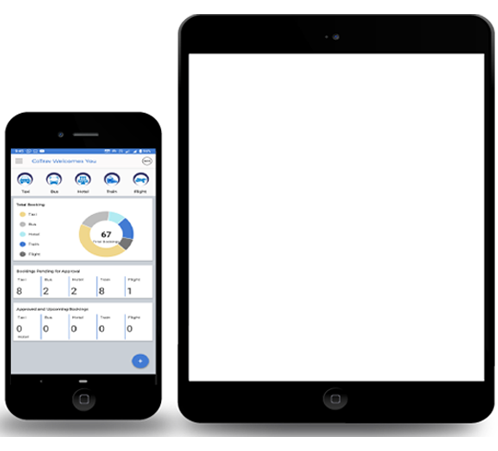 Welcomes You
Taxi Bus Hotel Train Flight
Total Booking
Taxi
Bus
Hotel
Train
Flight
67
Total Bookings
Bookings Pending for Approval
Taxi Bus Hotel Train Flight
8 2 2 8 1
Approved and Upcoming Bookings
Taxi Bus Hotel Train Flight
0 0 0 0 0
Hotel